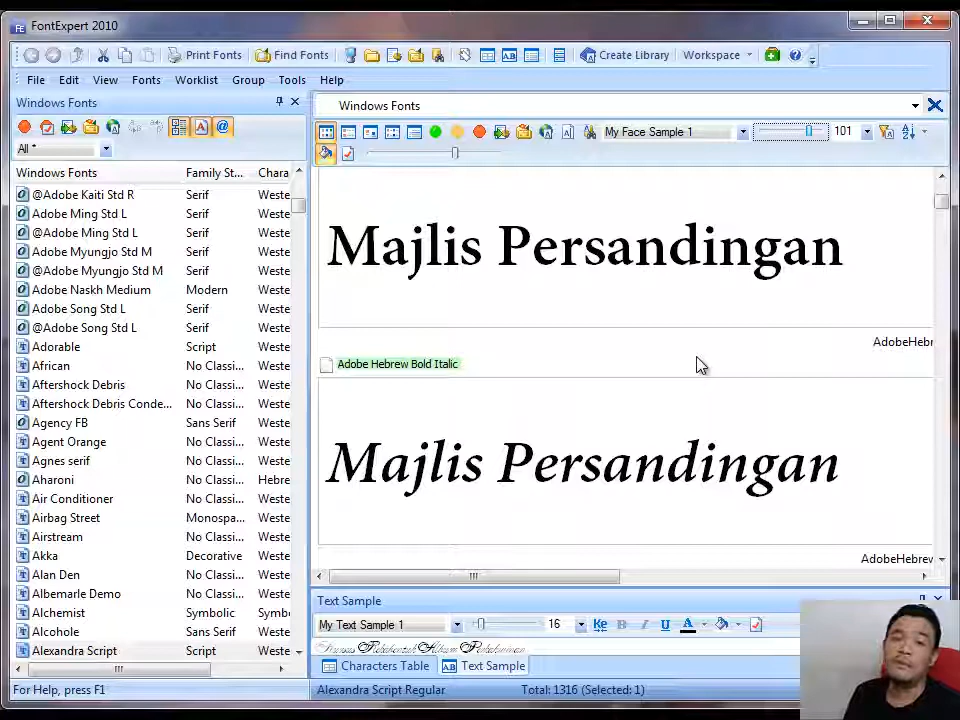 FontExpert 2010
Print Fonts Find Fonts Create Library Workspace
File Edit View Fonts Worklist Group Tools Help
Windows Fonts
Windows Fonts
My Face Sample 1 101
All *
Windows Fonts Family St... Chara
@Adobe Kaiti Std R Serif Weste
Adobe Ming Std L Serif Weste
@Adobe Ming Std L Serif Weste
Adobe Myungjo Std M Serif Weste
@Adobe Myungjo Std M Serif Weste
Adobe Naskh Medium Modern Weste
Adobe Song Std L Serif Weste
@Adobe Song Std L Serif Weste
Adorable Script Weste
African No Classi... Weste
Aftershock Debris No Classi... Weste
Aftershock Debris Conde... No Classi... Weste
Agency FB Sans Serif Weste
Agent Orange No Classi... Weste
Agnes serif No Classi... Weste
Aharoni No Classi... Hebre
Air Conditioner No Classi... Weste
Airbag Street Monospa... Weste
Airstream No Classi... Weste
Akka Decorative Weste
Alan Den No Classi... Weste
Albemarle Demo No Classi... Weste
Alchemist Symbolic Symbo
Alcohole Sans Serif Weste
Alexandra Script Script Weste
Majlis Persandingan
AdobeHebr
Adobe Hebrew Bold Italic
Majlis Persandingan
AdobeHebrew
Text Sample
My Text Sample 1 16 Ke B I U A
Characters Table Text Sample
For Help, press F1 Alexandra Script Regular Total: 1316 (Selected: 1)